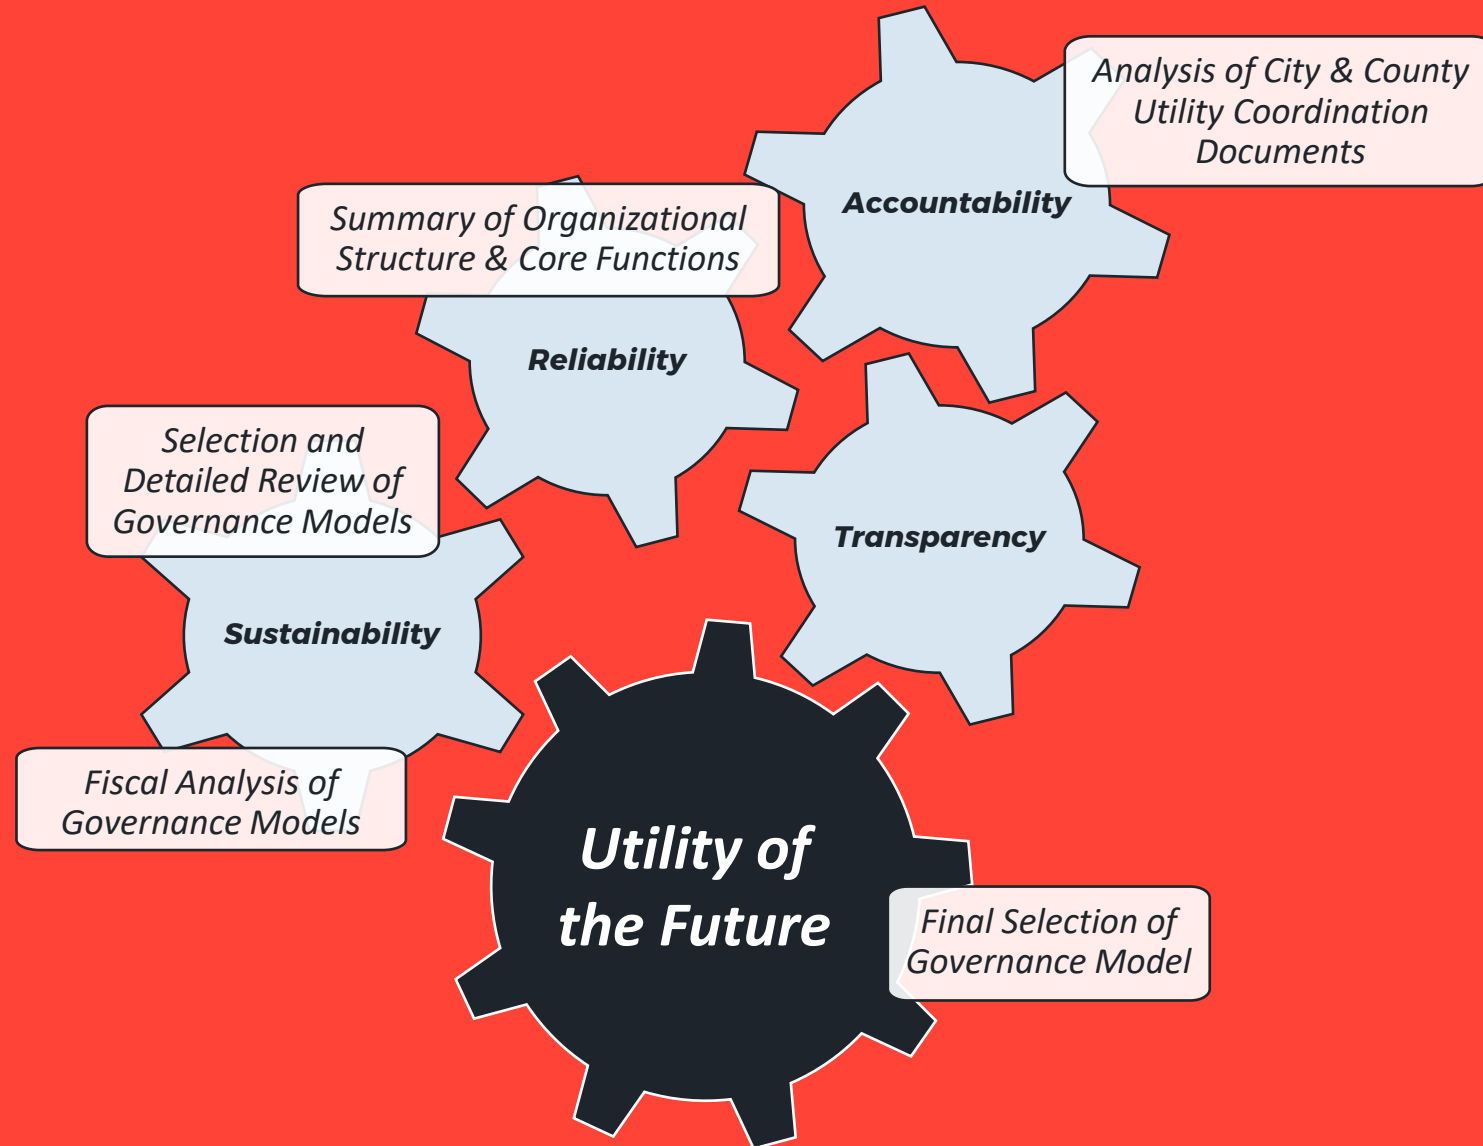 Analysis of City & County
Utility Coordination
Documents
Accountability
Summary of Organizational
Structure & Core Functions
Reliability
Selection and
Detailed Review of
Governance Models
Transparency
Sustainability
Fiscal Analysis of
Governance Models
Utility of
the Future
Final Selection of
Governance Model